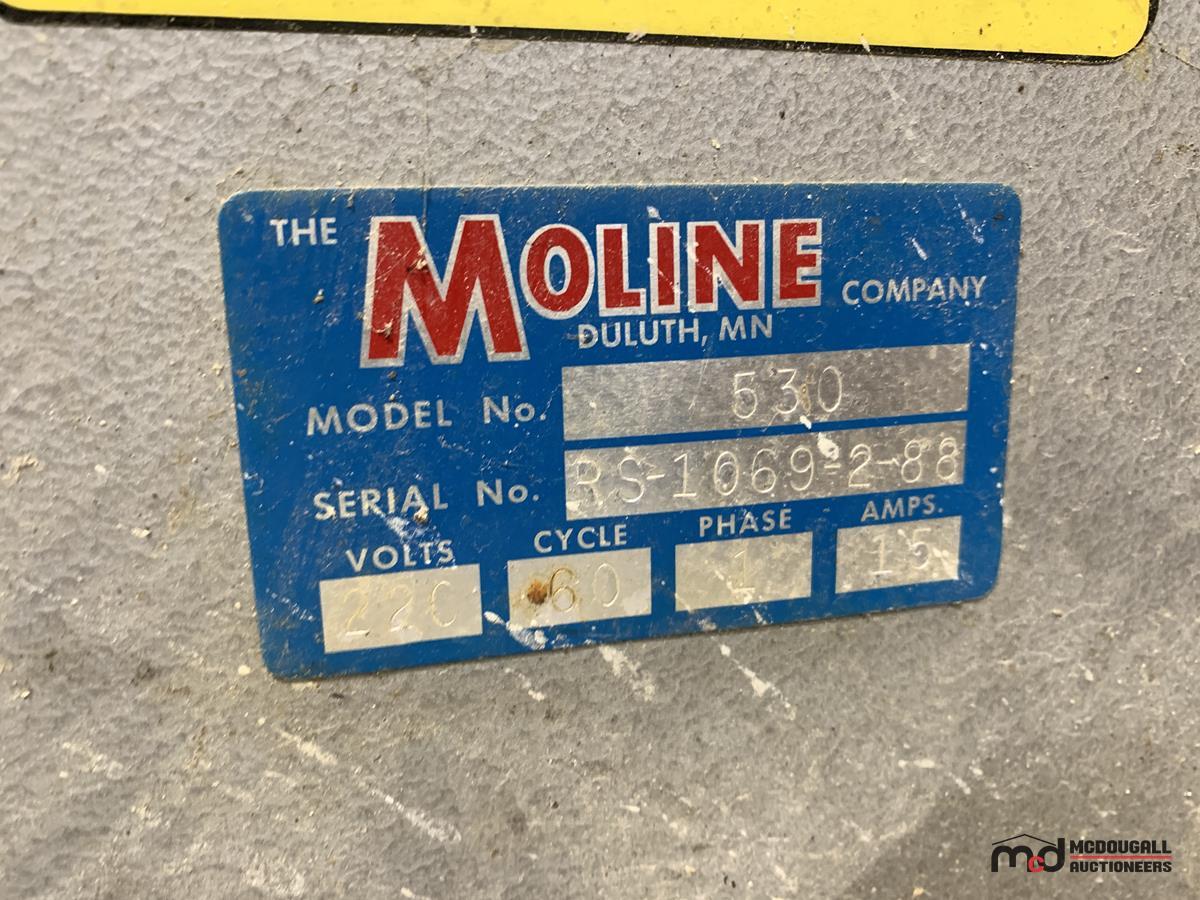 THE MOLINE COMPANY
DULUTH, MN
MODEL No. 530
SERIAL No. RS-1069-2-88
VOLTS CYCLE PHASE AMPS.
220 60 1 15
mcd MCDOUGALL
AUCTIONEERS